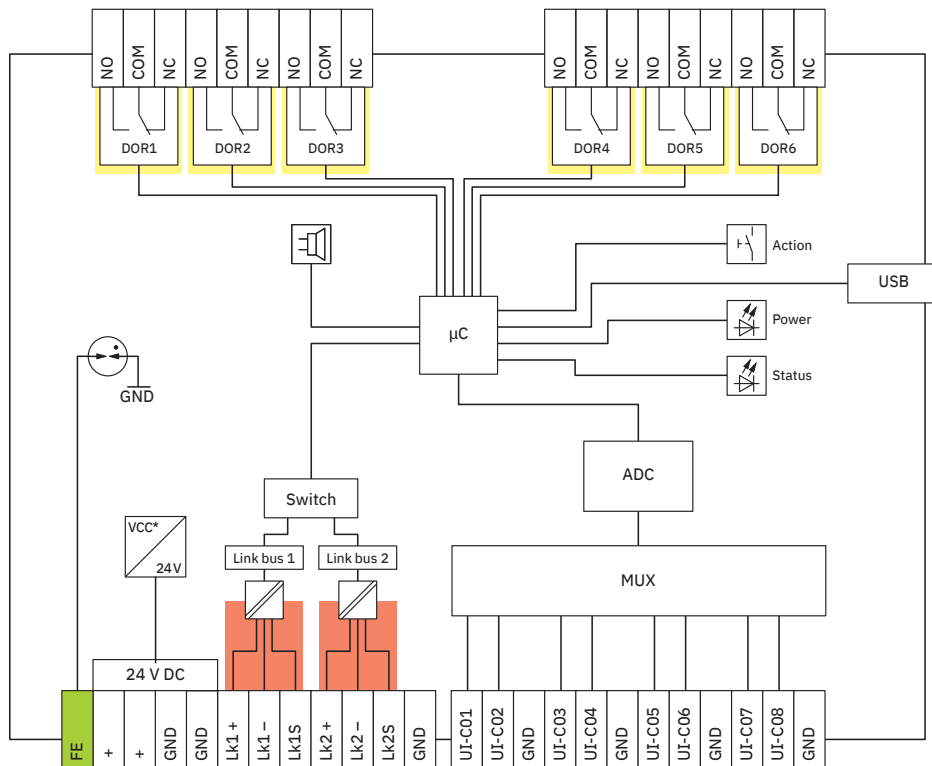 NO COM NC NO COM NC NO COM NC
NO COM NC NO COM NC NO COM NC
DOR1 DOR2 DOR3
DOR4 DOR5 DOR6
Action
USB
µC
Power
Status
GND
ADC
Switch
VCC*
24 V
Link bus 1 Link bus 2
MUX
24 V DC
FE + + GND GND Lk1 + Lk1 – Lk1S Lk2 + Lk2 – Lk2S GND
UI-C01 UI-C02 GND UI-C03 UI-C04 GND UI-C05 UI-C06 GND UI-C07 UI-C08 GND